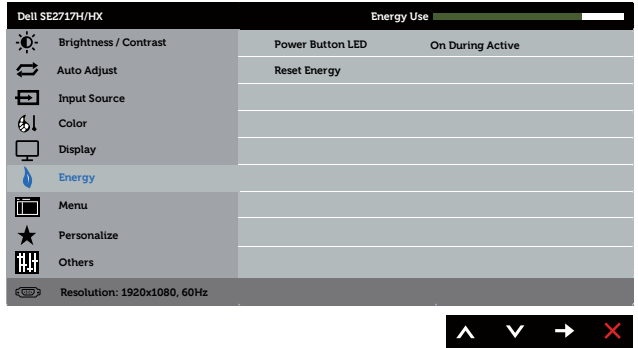 Dell SE2717H/HX Energy Use
Brightness / Contrast Power Button LED On During Active
Auto Adjust Reset Energy
Input Source
Color
Display
Energy
Menu
Personalize
Others
Resolution: 1920x1080, 60Hz